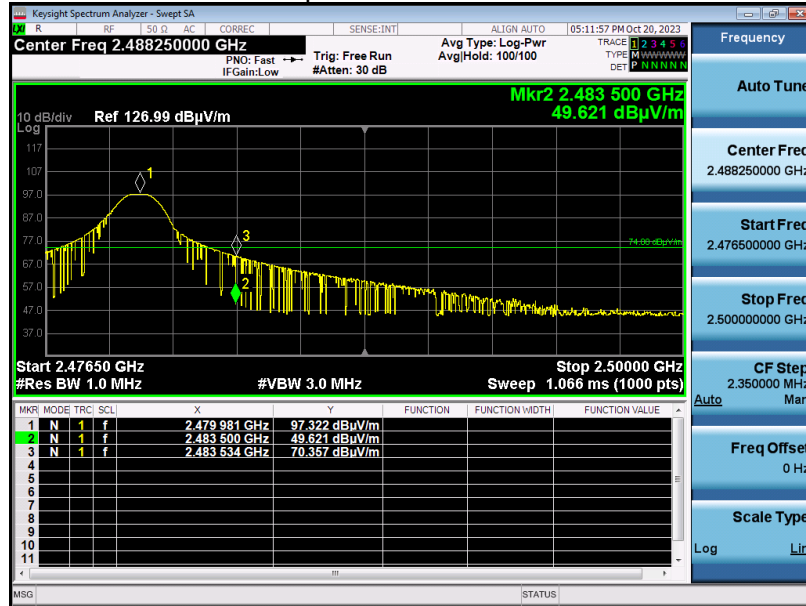 Keysight Spectrum Analyzer - Swept SA
LXI R RF 50 Ω AC CORREC SENSE:INT ALIGN AUTO 05:11:57 PM Oct 20, 2023
Center Freq 2.488250000 GHz
PNO: Fast
IFGain:Low
Trig: Free Run
#Atten: 30 dB
Avg Type: Log-Pwr
Avg|Hold: 100/100
TRACE 1 2 3 4 5 6
TYPE M W W W W W
DET P N N N N N
Mkr2 2.483 500 GHz
49.621 dBµV/m
10 dB/div Ref 126.99 dBµV/m
Log
117
107
97.0
87.0
77.0
67.0
57.0
47.0
37.0
1
3
2
74.00 dBµV/m
Start 2.47650 GHz Stop 2.50000 GHz
#Res BW 1.0 MHz #VBW 3.0 MHz Sweep 1.066 ms (1000 pts)
MKR MODE TRC SCL X Y FUNCTION FUNCTION WIDTH FUNCTION VALUE
1 N 1 f 2.479 981 GHz 97.322 dBµV/m
2 N 1 f 2.483 500 GHz 49.621 dBµV/m
3 N 1 f 2.483 534 GHz 70.357 dBµV/m
4
5
6
7
8
9
10
11
MSG STATUS
Frequency
Auto Tune
Center Freq
2.488250000 GHz
Start Freq
2.476500000 GHz
Stop Freq
2.500000000 GHz
CF Step
2.350000 MHz
Auto Man
Freq Offset
0 Hz
Scale Type
Log Lin